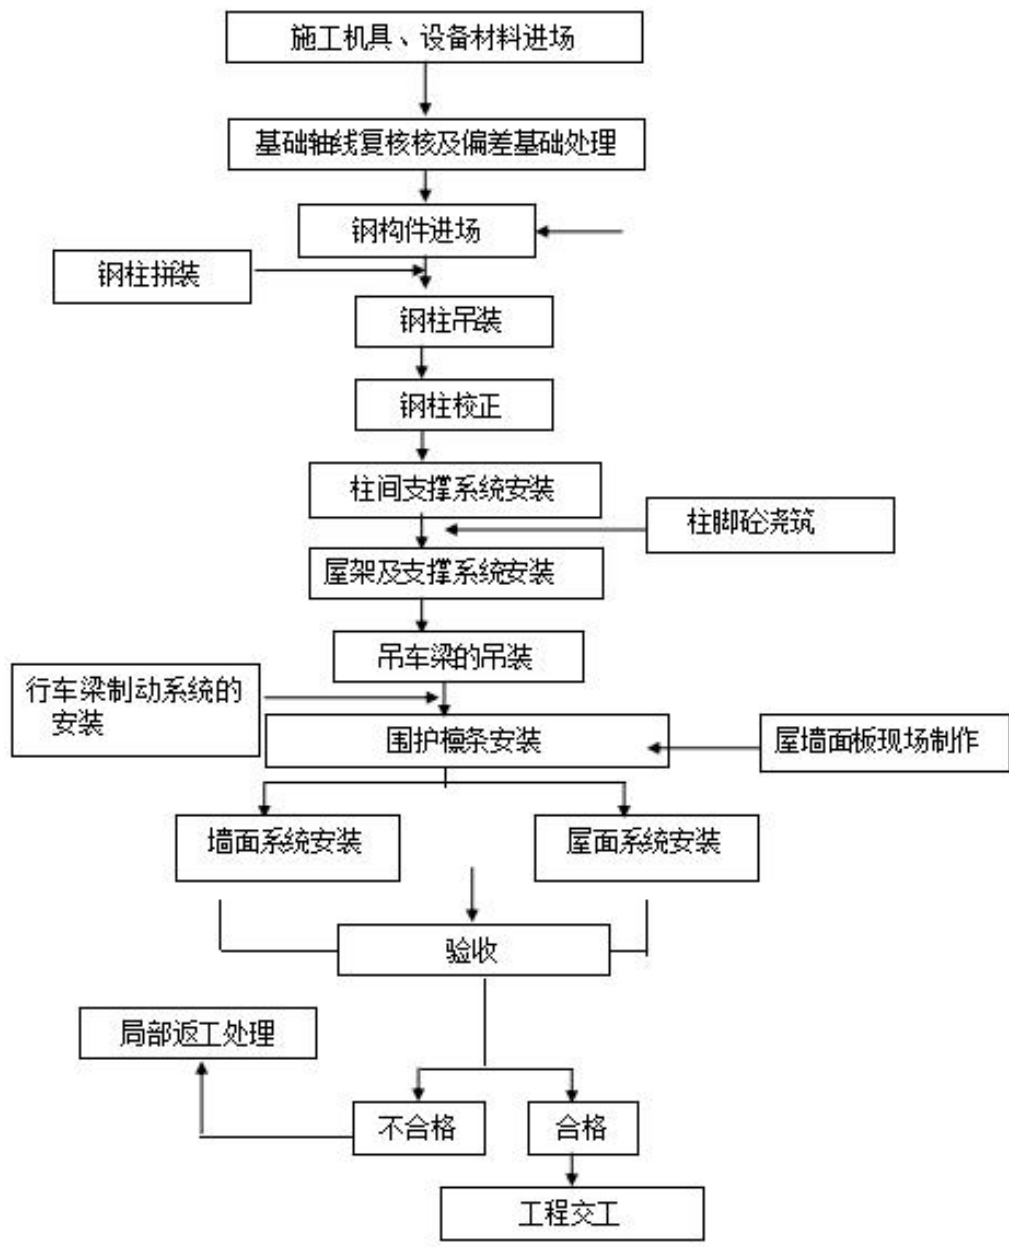 施工机具、设备材料进场
基础轴线复核核及偏差基础处理
钢构件进场
钢柱拼装
钢柱吊装
钢柱校正
柱间支撑系统安装
柱脚砼浇筑
屋架及支撑系统安装
吊车梁的吊装
行车梁制动系统的
安装
围护檩条安装
屋墙面板现场制作
墙面系统安装
屋面系统安装
验收
局部返工处理
不合格
合格
工程交工